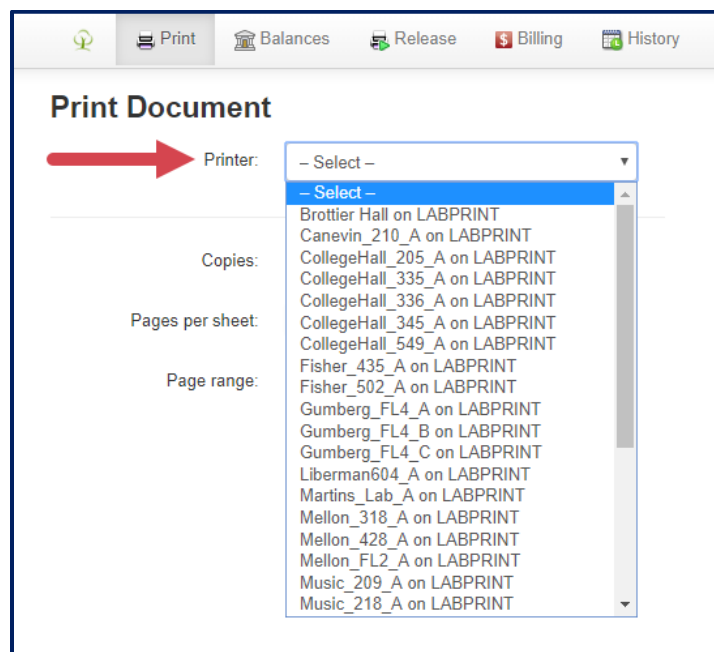 Print Balances Release Billing History
Print Document
Printer: – Select –
– Select –
Brottier Hall on LABPRINT
Canevin_210_A on LABPRINT
CollegeHall_205_A on LABPRINT
CollegeHall_335_A on LABPRINT
CollegeHall_336_A on LABPRINT
CollegeHall_345_A on LABPRINT
CollegeHall_549_A on LABPRINT
Fisher_435_A on LABPRINT
Fisher_502_A on LABPRINT
Gumberg_FL4_A on LABPRINT
Gumberg_FL4_B on LABPRINT
Gumberg_FL4_C on LABPRINT
Liberman604_A on LABPRINT
Martins_Lab_A on LABPRINT
Mellon_318_A on LABPRINT
Mellon_428_A on LABPRINT
Mellon_FL2_A on LABPRINT
Music_209_A on LABPRINT
Music_218_A on LABPRINT
Copies:
Pages per sheet:
Page range: